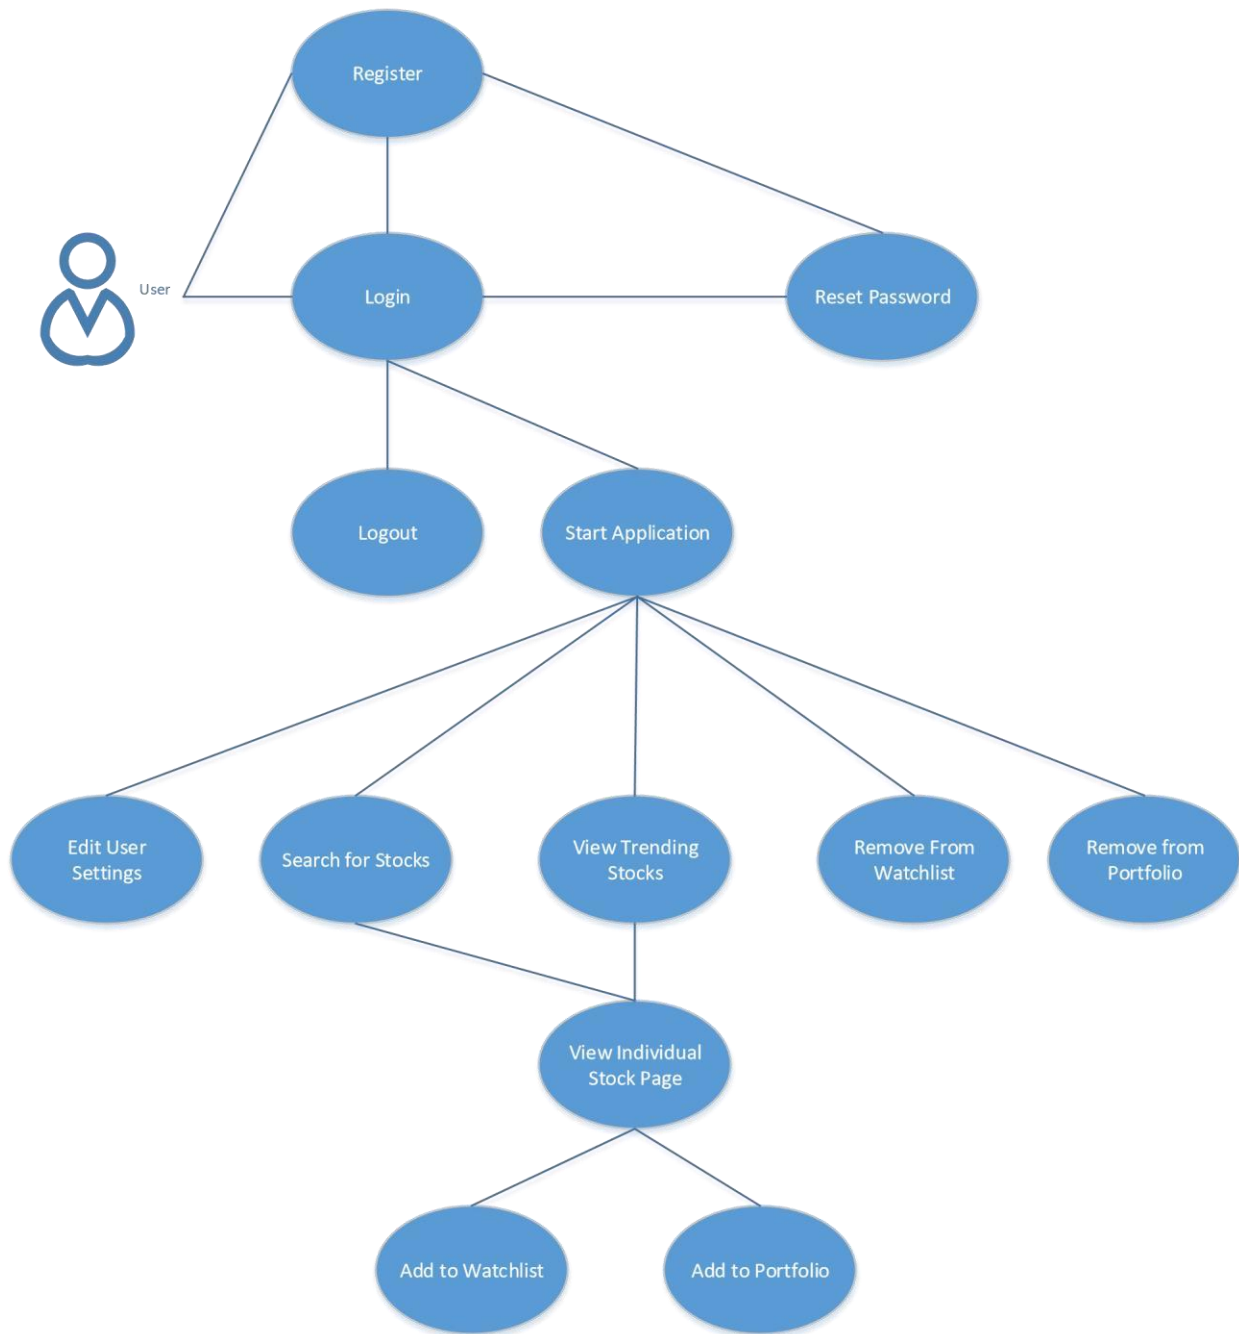 Register
User
Login
Reset Password
Logout
Start Application
Edit User
Settings
Search for Stocks
View Trending
Stocks
Remove From
Watchlist
Remove from
Portfolio
View Individual
Stock Page
Add to Watchlist
Add to Portfolio